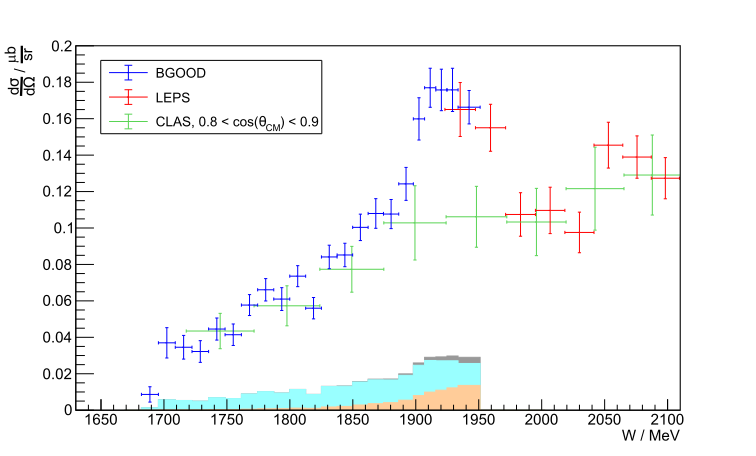 dσ/dΩ / μb/sr
0.2
0.18
0.16
0.14
0.12
0.1
0.08
0.06
0.04
0.02
0
BGOOD
LEPS
CLAS, 0.8 < cos(θCM) < 0.9
1650 1700 1750 1800 1850 1900 1950 2000 2050 2100
W / MeV